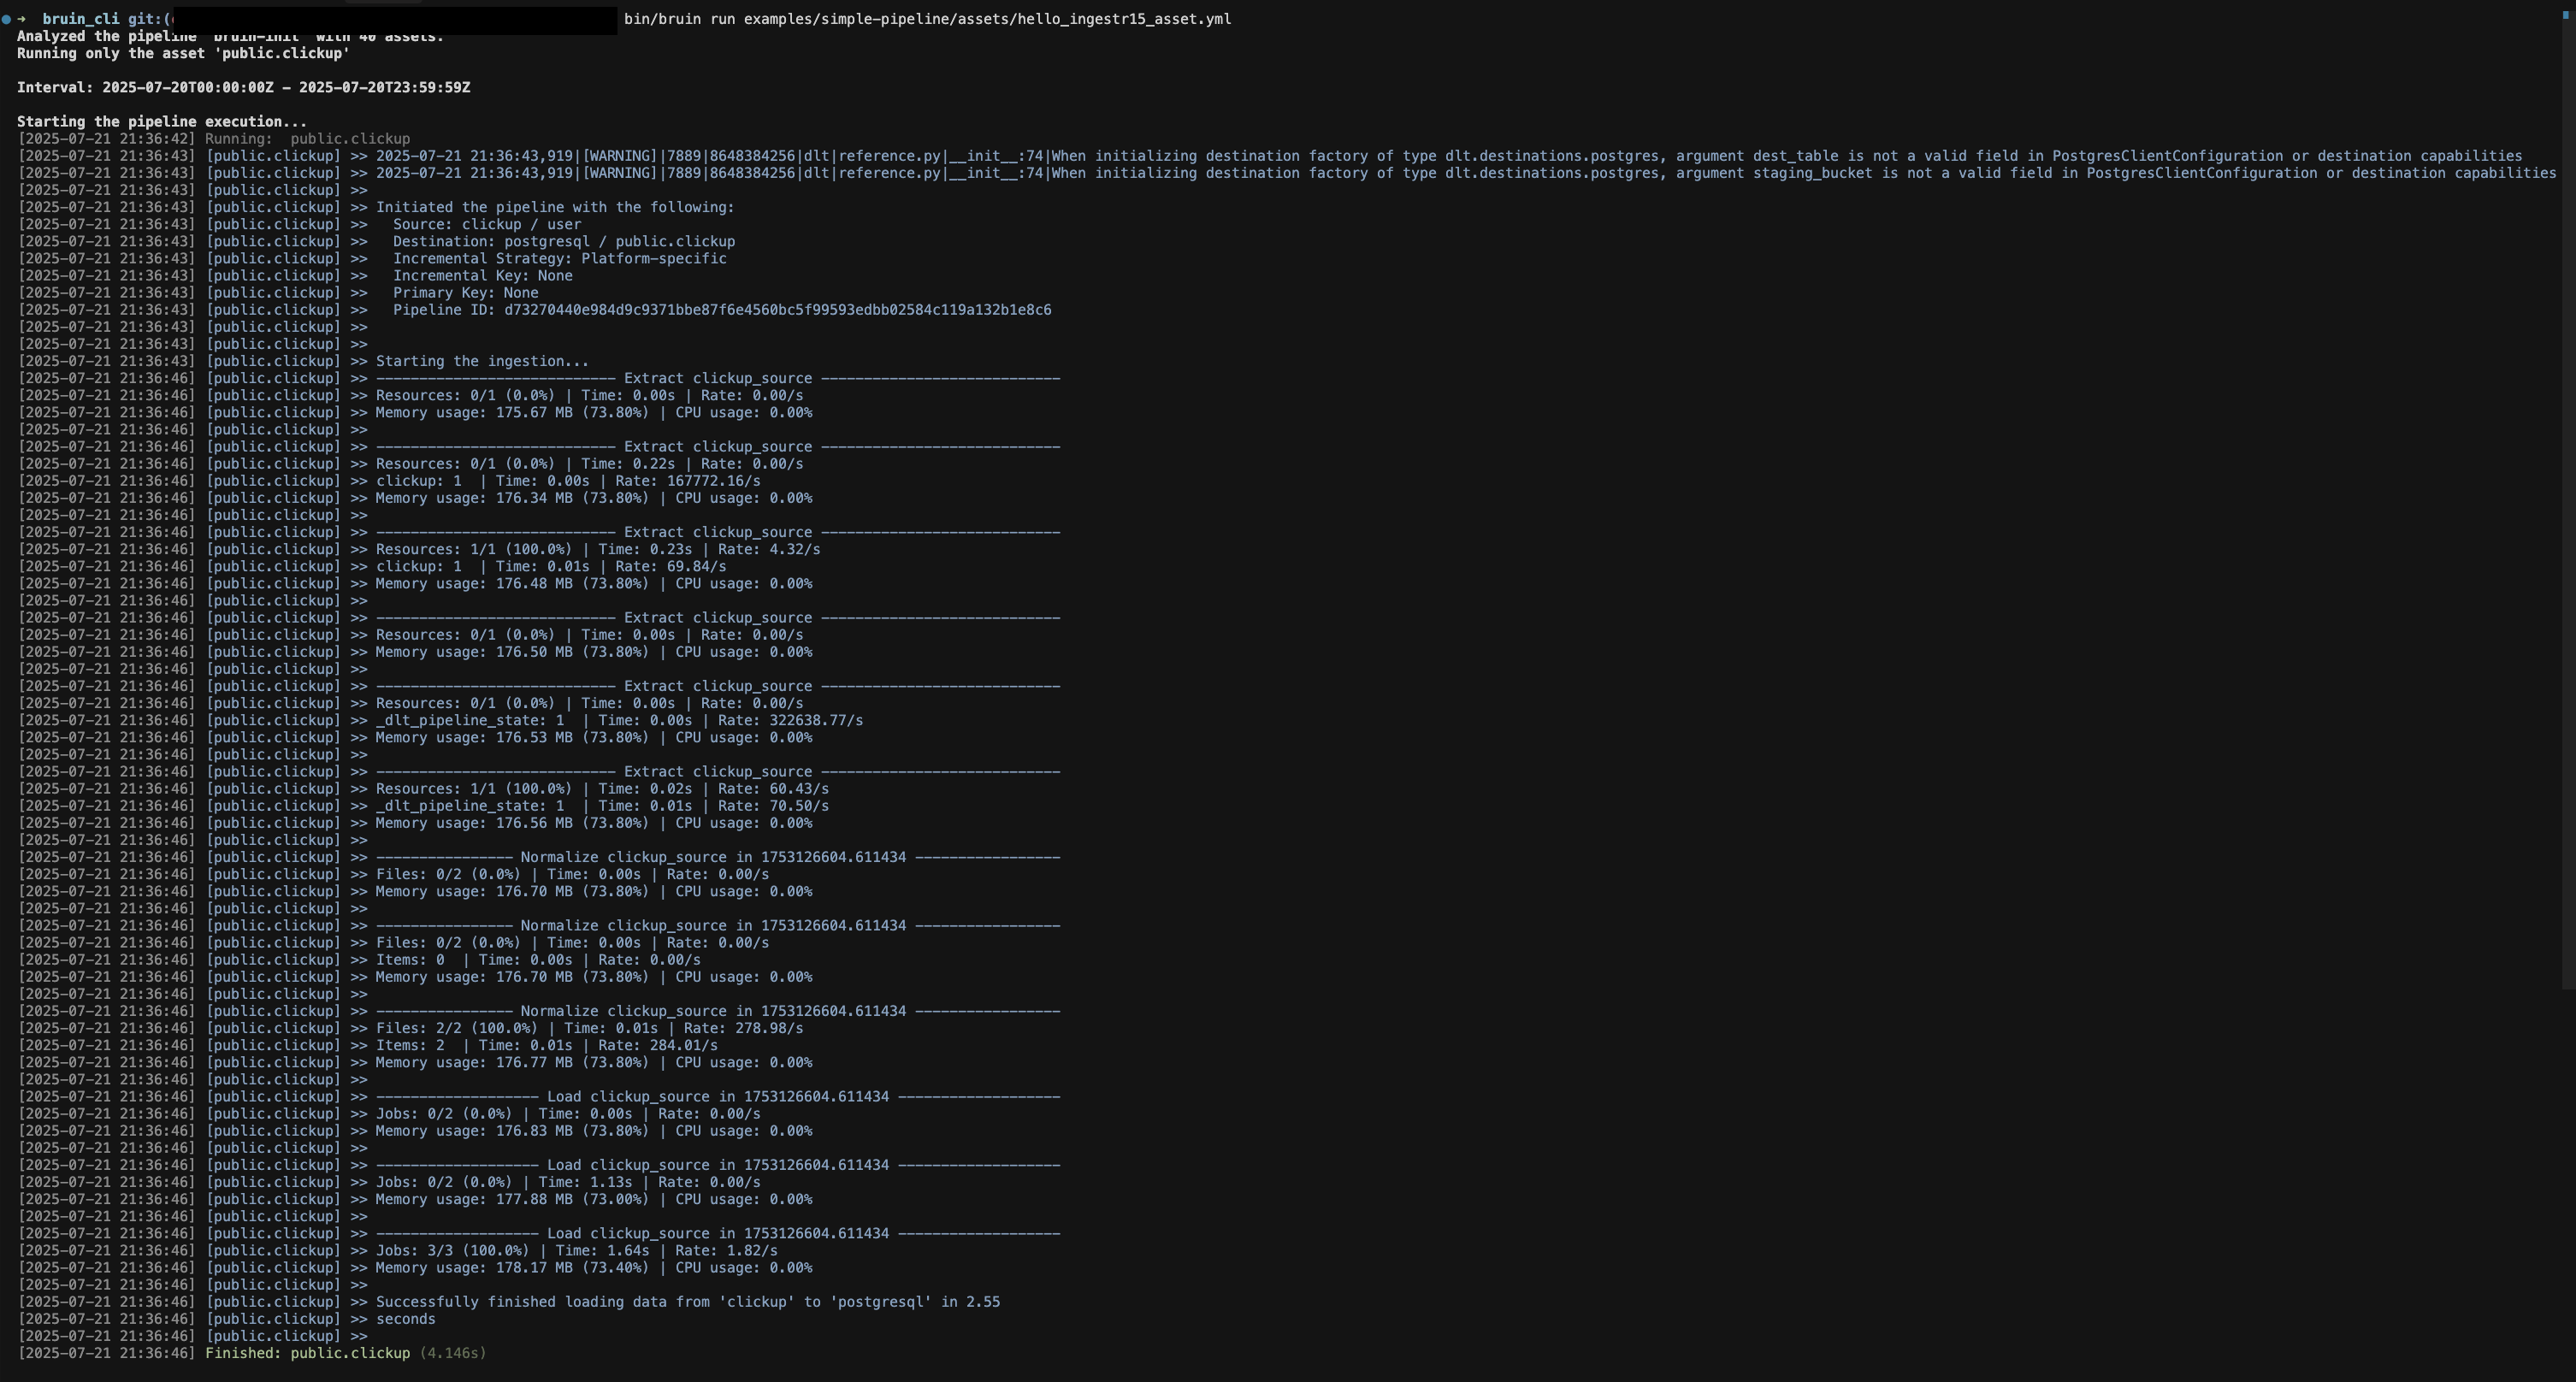 ➜ bruin_cli git:( bin/bruin run examples/simple-pipeline/assets/hello_ingestr15_asset.yml
Analyzed the pipeline 'bruin-init' with 40 assets.
Running only the asset 'public.clickup'
Interval: 2025-07-20T00:00:00Z - 2025-07-20T23:59:59Z
Starting the pipeline execution...
[2025-07-21 21:36:42] Running:  public.clickup
[2025-07-21 21:36:43] [public.clickup] >> 2025-07-21 21:36:43,919|[WARNING]|7889|8648384256|dlt|reference.py|__init__:74|When initializing destination factory of type dlt.destinations.postgres, argument dest_table is not a valid field in PostgresClientConfiguration or destination capabilities
[2025-07-21 21:36:43] [public.clickup] >> 2025-07-21 21:36:43,919|[WARNING]|7889|8648384256|dlt|reference.py|__init__:74|When initializing destination factory of type dlt.destinations.postgres, argument staging_bucket is not a valid field in PostgresClientConfiguration or destination capabilities
[2025-07-21 21:36:43] [public.clickup] >>
[2025-07-21 21:36:43] [public.clickup] >> Initiated the pipeline with the following:
[2025-07-21 21:36:43] [public.clickup] >>   Source: clickup / user
[2025-07-21 21:36:43] [public.clickup] >>   Destination: postgresql / public.clickup
[2025-07-21 21:36:43] [public.clickup] >>   Incremental Strategy: Platform-specific
[2025-07-21 21:36:43] [public.clickup] >>   Incremental Key: None
[2025-07-21 21:36:43] [public.clickup] >>   Primary Key: None
[2025-07-21 21:36:43] [public.clickup] >>   Pipeline ID: d73270440e984d9c9371bbe87f6e4560bc5f99593edbb02584c119a132b1e8c6
[2025-07-21 21:36:43] [public.clickup] >>
[2025-07-21 21:36:43] [public.clickup] >>
[2025-07-21 21:36:43] [public.clickup] >> Starting the ingestion...
[2025-07-21 21:36:46] [public.clickup] >> ---------------------------- Extract clickup_source ----------------------------
[2025-07-21 21:36:46] [public.clickup] >> Resources: 0/1 (0.0%) | Time: 0.00s | Rate: 0.00/s
[2025-07-21 21:36:46] [public.clickup] >> Memory usage: 175.67 MB (73.80%) | CPU usage: 0.00%
[2025-07-21 21:36:46] [public.clickup] >>
[2025-07-21 21:36:46] [public.clickup] >> ---------------------------- Extract clickup_source ----------------------------
[2025-07-21 21:36:46] [public.clickup] >> Resources: 0/1 (0.0%) | Time: 0.22s | Rate: 0.00/s
[2025-07-21 21:36:46] [public.clickup] >> clickup: 1  | Time: 0.00s | Rate: 167772.16/s
[2025-07-21 21:36:46] [public.clickup] >> Memory usage: 176.34 MB (73.80%) | CPU usage: 0.00%
[2025-07-21 21:36:46] [public.clickup] >>
[2025-07-21 21:36:46] [public.clickup] >> ---------------------------- Extract clickup_source ----------------------------
[2025-07-21 21:36:46] [public.clickup] >> Resources: 1/1 (100.0%) | Time: 0.23s | Rate: 4.32/s
[2025-07-21 21:36:46] [public.clickup] >> clickup: 1  | Time: 0.01s | Rate: 69.84/s
[2025-07-21 21:36:46] [public.clickup] >> Memory usage: 176.48 MB (73.80%) | CPU usage: 0.00%
[2025-07-21 21:36:46] [public.clickup] >>
[2025-07-21 21:36:46] [public.clickup] >> ---------------------------- Extract clickup_source ----------------------------
[2025-07-21 21:36:46] [public.clickup] >> Resources: 0/1 (0.0%) | Time: 0.00s | Rate: 0.00/s
[2025-07-21 21:36:46] [public.clickup] >> Memory usage: 176.50 MB (73.80%) | CPU usage: 0.00%
[2025-07-21 21:36:46] [public.clickup] >>
[2025-07-21 21:36:46] [public.clickup] >> ---------------------------- Extract clickup_source ----------------------------
[2025-07-21 21:36:46] [public.clickup] >> Resources: 0/1 (0.0%) | Time: 0.00s | Rate: 0.00/s
[2025-07-21 21:36:46] [public.clickup] >> _dlt_pipeline_state: 1  | Time: 0.00s | Rate: 322638.77/s
[2025-07-21 21:36:46] [public.clickup] >> Memory usage: 176.53 MB (73.80%) | CPU usage: 0.00%
[2025-07-21 21:36:46] [public.clickup] >>
[2025-07-21 21:36:46] [public.clickup] >> ---------------------------- Extract clickup_source ----------------------------
[2025-07-21 21:36:46] [public.clickup] >> Resources: 1/1 (100.0%) | Time: 0.02s | Rate: 60.43/s
[2025-07-21 21:36:46] [public.clickup] >> _dlt_pipeline_state: 1  | Time: 0.01s | Rate: 70.50/s
[2025-07-21 21:36:46] [public.clickup] >> Memory usage: 176.56 MB (73.80%) | CPU usage: 0.00%
[2025-07-21 21:36:46] [public.clickup] >>
[2025-07-21 21:36:46] [public.clickup] >> ---------------- Normalize clickup_source in 1753126604.611434 -----------------
[2025-07-21 21:36:46] [public.clickup] >> Files: 0/2 (0.0%) | Time: 0.00s | Rate: 0.00/s
[2025-07-21 21:36:46] [public.clickup] >> Memory usage: 176.70 MB (73.80%) | CPU usage: 0.00%
[2025-07-21 21:36:46] [public.clickup] >>
[2025-07-21 21:36:46] [public.clickup] >> ---------------- Normalize clickup_source in 1753126604.611434 -----------------
[2025-07-21 21:36:46] [public.clickup] >> Files: 0/2 (0.0%) | Time: 0.00s | Rate: 0.00/s
[2025-07-21 21:36:46] [public.clickup] >> Items: 0  | Time: 0.00s | Rate: 0.00/s
[2025-07-21 21:36:46] [public.clickup] >> Memory usage: 176.70 MB (73.80%) | CPU usage: 0.00%
[2025-07-21 21:36:46] [public.clickup] >>
[2025-07-21 21:36:46] [public.clickup] >> ---------------- Normalize clickup_source in 1753126604.611434 -----------------
[2025-07-21 21:36:46] [public.clickup] >> Files: 2/2 (100.0%) | Time: 0.01s | Rate: 278.98/s
[2025-07-21 21:36:46] [public.clickup] >> Items: 2  | Time: 0.01s | Rate: 284.01/s
[2025-07-21 21:36:46] [public.clickup] >> Memory usage: 176.77 MB (73.80%) | CPU usage: 0.00%
[2025-07-21 21:36:46] [public.clickup] >>
[2025-07-21 21:36:46] [public.clickup] >> ------------------- Load clickup_source in 1753126604.611434 -------------------
[2025-07-21 21:36:46] [public.clickup] >> Jobs: 0/2 (0.0%) | Time: 0.00s | Rate: 0.00/s
[2025-07-21 21:36:46] [public.clickup] >> Memory usage: 176.83 MB (73.80%) | CPU usage: 0.00%
[2025-07-21 21:36:46] [public.clickup] >>
[2025-07-21 21:36:46] [public.clickup] >> ------------------- Load clickup_source in 1753126604.611434 -------------------
[2025-07-21 21:36:46] [public.clickup] >> Jobs: 0/2 (0.0%) | Time: 1.13s | Rate: 0.00/s
[2025-07-21 21:36:46] [public.clickup] >> Memory usage: 177.88 MB (73.00%) | CPU usage: 0.00%
[2025-07-21 21:36:46] [public.clickup] >>
[2025-07-21 21:36:46] [public.clickup] >> ------------------- Load clickup_source in 1753126604.611434 -------------------
[2025-07-21 21:36:46] [public.clickup] >> Jobs: 3/3 (100.0%) | Time: 1.64s | Rate: 1.82/s
[2025-07-21 21:36:46] [public.clickup] >> Memory usage: 178.17 MB (73.40%) | CPU usage: 0.00%
[2025-07-21 21:36:46] [public.clickup] >>
[2025-07-21 21:36:46] [public.clickup] >> Successfully finished loading data from 'clickup' to 'postgresql' in 2.55
[2025-07-21 21:36:46] [public.clickup] >> seconds
[2025-07-21 21:36:46] [public.clickup] >>
[2025-07-21 21:36:46] Finished: public.clickup (4.146s)